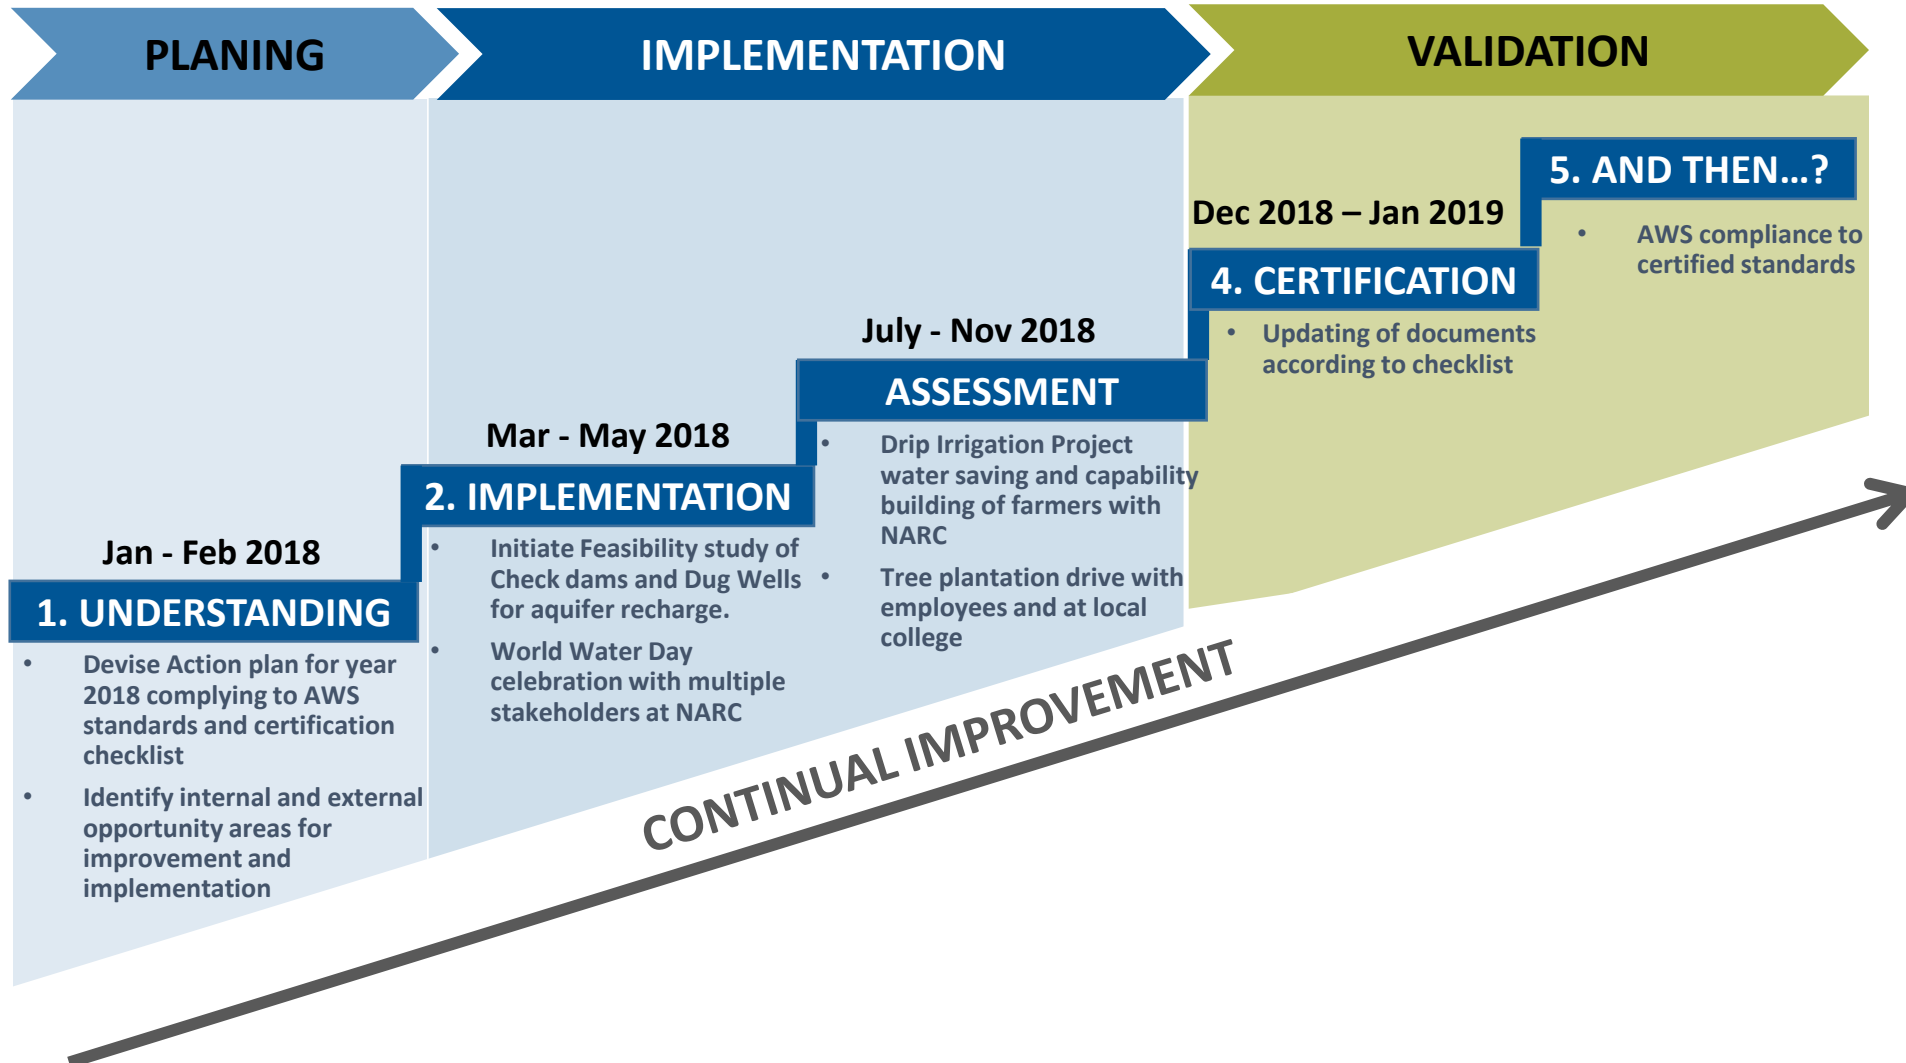 PLANING
IMPLEMENTATION
VALIDATION
Jan - Feb 2018
1. UNDERSTANDING
• Devise Action plan for year
2018 complying to AWS
standards and certification
checklist
• Identify internal and external
opportunity areas for
improvement and
implementation
Mar - May 2018
2. IMPLEMENTATION
• Initiate Feasibility study of
Check dams and Dug Wells
for aquifer recharge.
• World Water Day
celebration with multiple
stakeholders at NARC
July - Nov 2018
ASSESSMENT
• Drip Irrigation Project
water saving and capability
building of farmers with
NARC
• Tree plantation drive with
employees and at local
college
Dec 2018 – Jan 2019
4. CERTIFICATION
• Updating of documents
according to checklist
5. AND THEN...?
• AWS compliance to
certified standards
CONTINUAL IMPROVEMENT